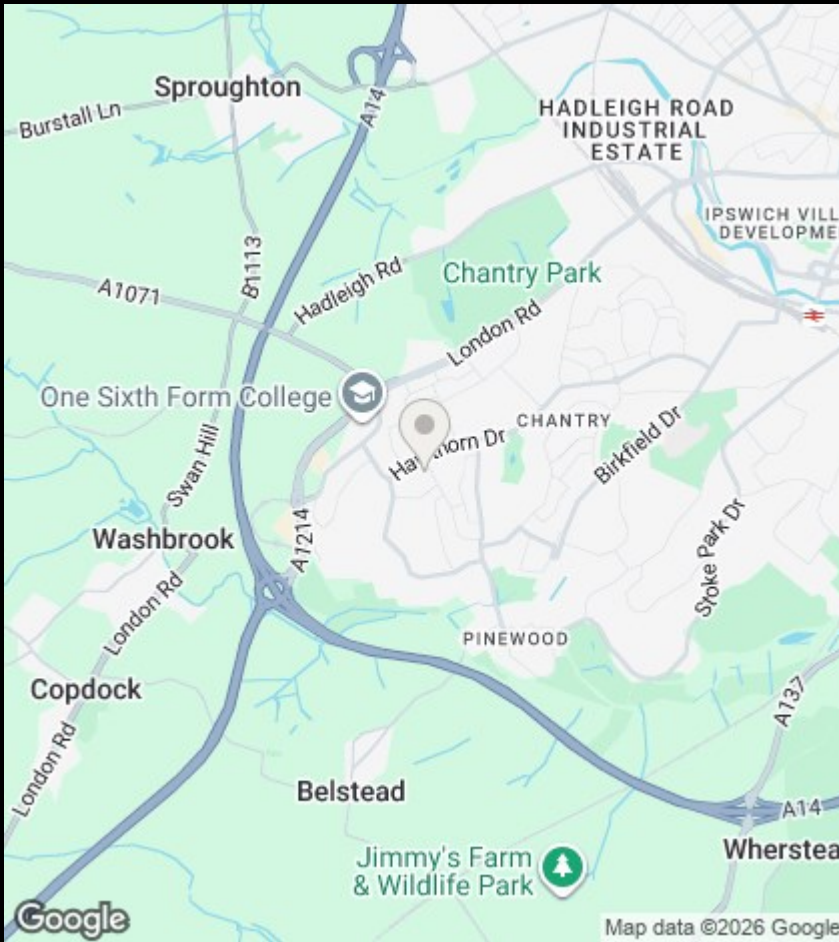 Sproughton
Burstall Ln
A14
HADLEIGH ROAD
INDUSTRIAL
ESTATE
IPSWICH VILL
DEVELOPME
B1113
A1071
Hadleigh Rd
Chantry Park
London Rd
One Sixth Form College
CHANTRY
Hawthorn Dr
Birkfield Dr
Swan Hill
A1214
Washbrook
London Rd
Stoke Park Dr
PINEWOOD
Copdock
A137
London Rd
Belstead
A14
Wherstea
Jimmy's Farm
& Wildlife Park
Google
Map data ©2026 Google